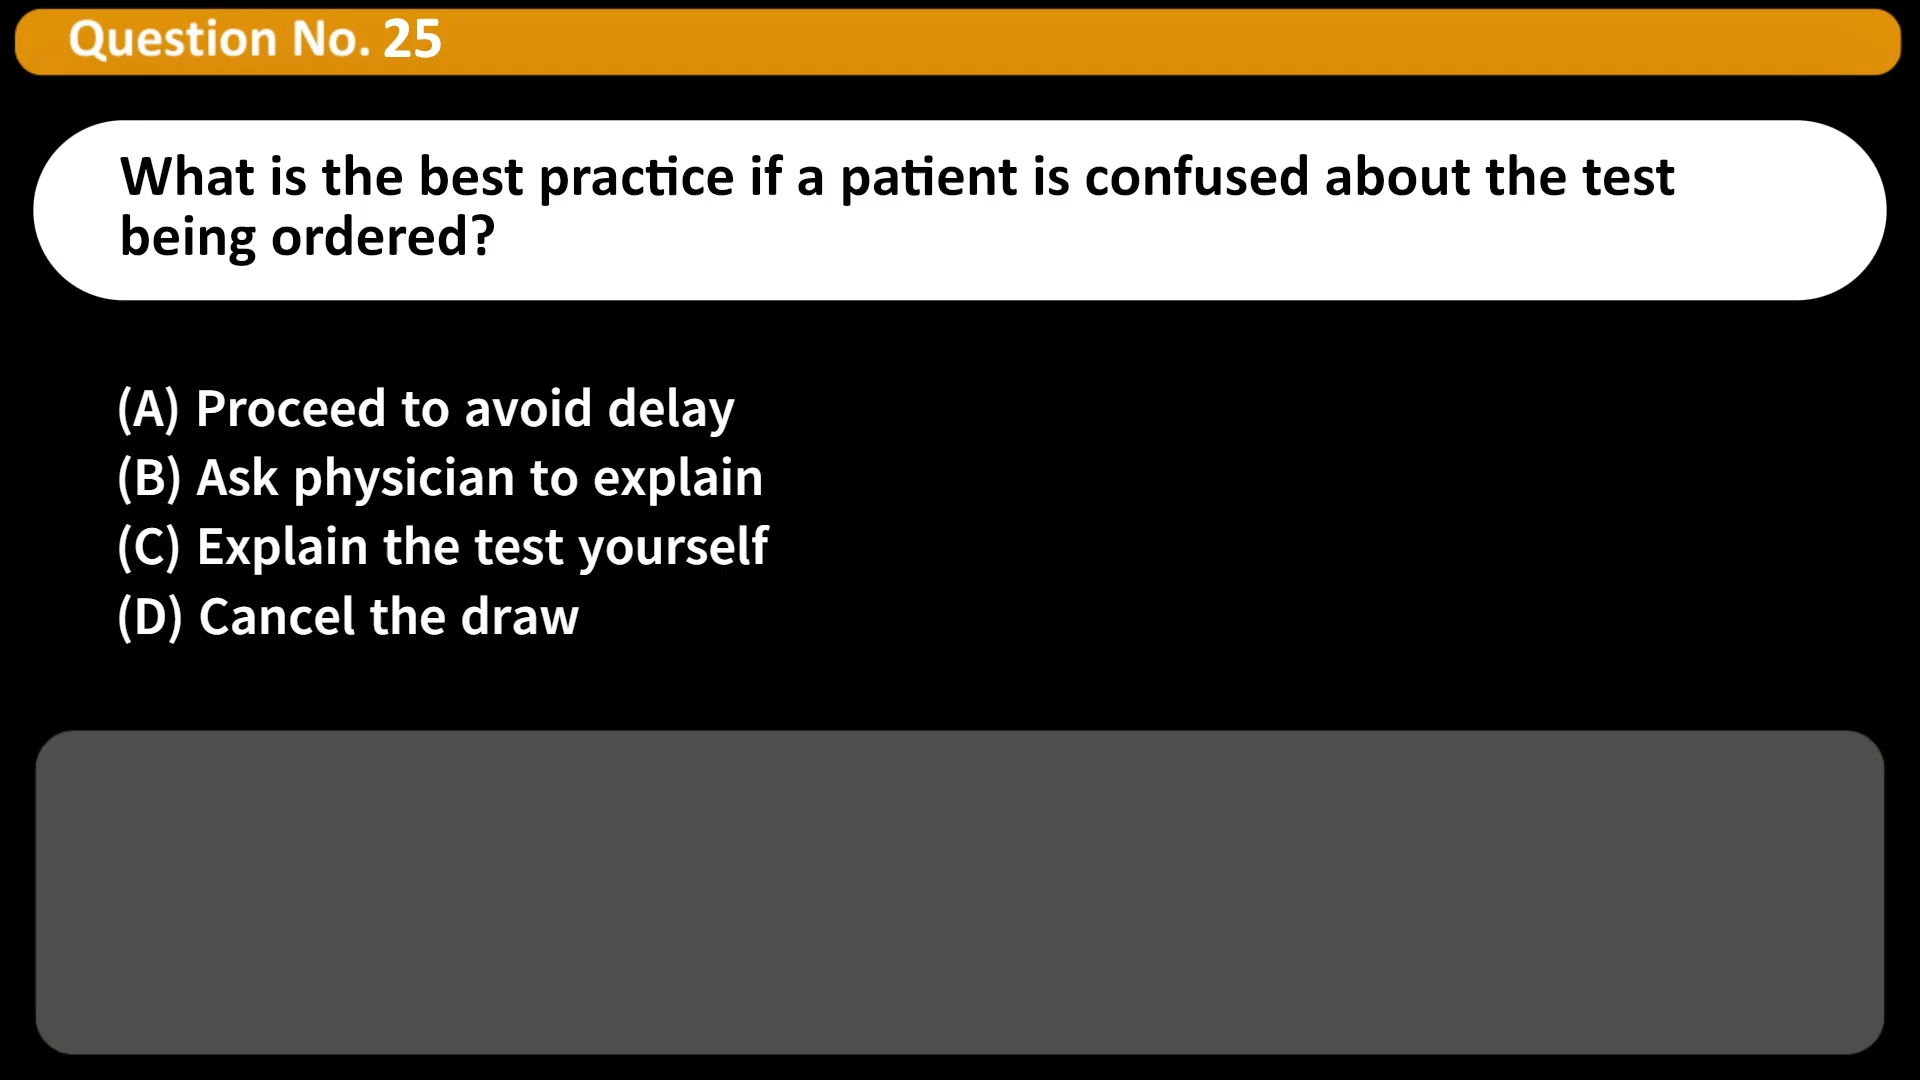 Question No. 25
What is the best practice if a patient is confused about the test
being ordered?
(A) Proceed to avoid delay
(B) Ask physician to explain
(C) Explain the test yourself
(D) Cancel the draw